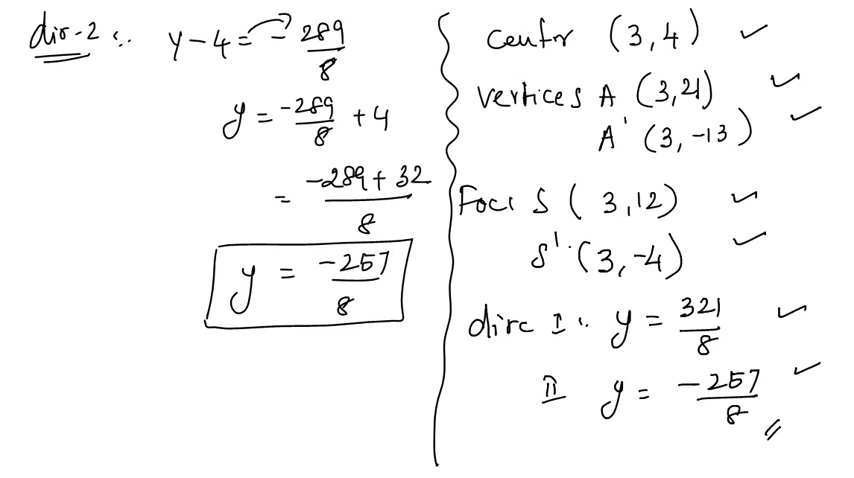 dir-2 :. y - 4 = - 289/8
y = -289/8 + 4
= -289 + 32 / 8
y = -257/8
Center (3, 4) ✓
Vertices A (3, 21) ✓
A' (3, -13) ✓
Foci S (3, 12) ✓
S' (3, -4) ✓
dirc I :. y = 321/8 ✓
II y = -257/8 ✓